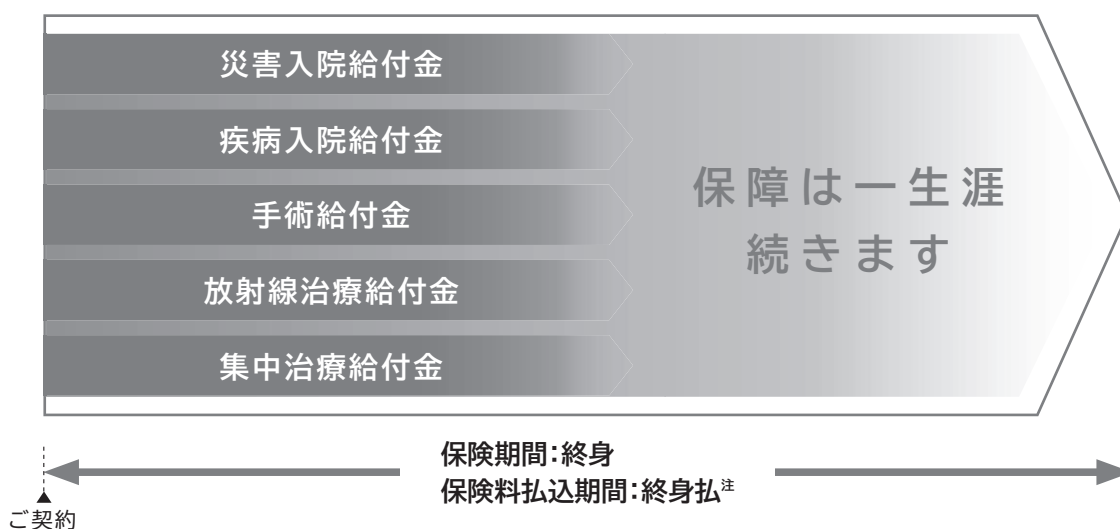 災害入院給付金
疾病入院給付金
手術給付金
放射線治療給付金
集中治療給付金
保障は一生涯
続きます
保険期間：終身
保険料払込期間：終身払注
ご契約